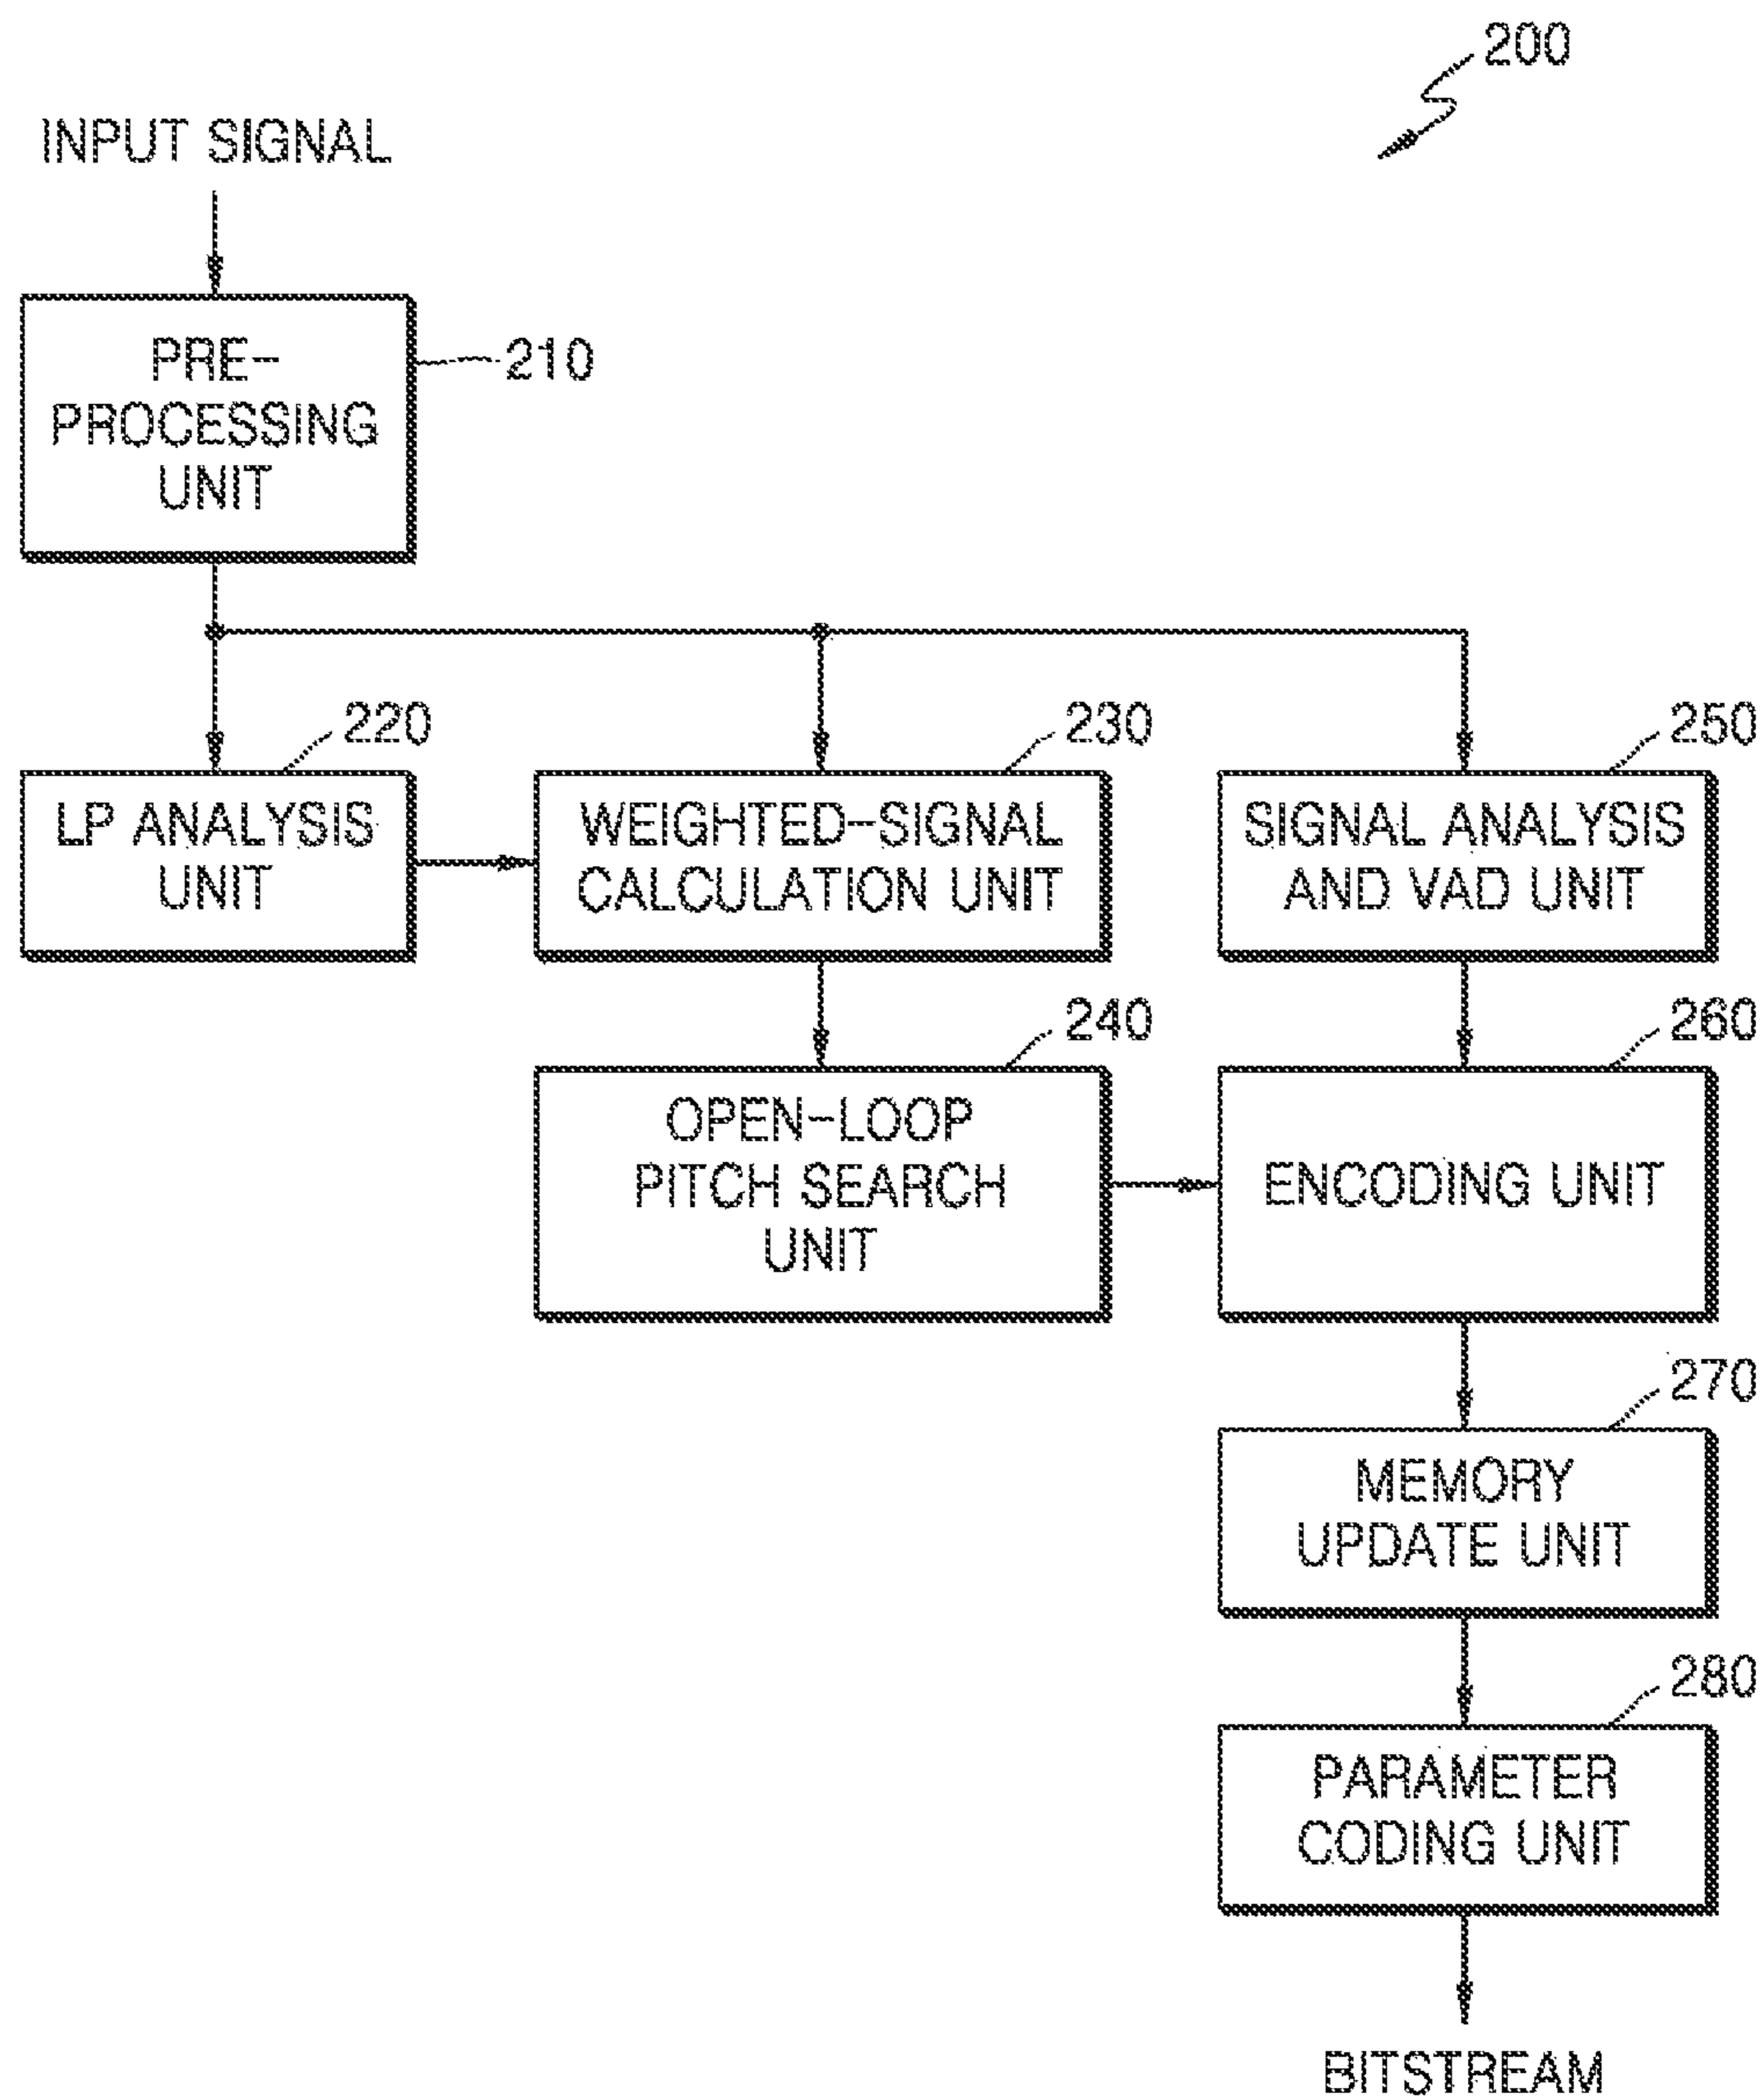 200
INPUT SIGNAL
PRE-
PROCESSING
UNIT
210
220
LP ANALYSIS
UNIT
230
WEIGHTED-SIGNAL
CALCULATION UNIT
250
SIGNAL ANALYSIS
AND VAD UNIT
240
OPEN-LOOP
PITCH SEARCH
UNIT
260
ENCODING UNIT
270
MEMORY
UPDATE UNIT
280
PARAMETER
CODING UNIT
BITSTREAM